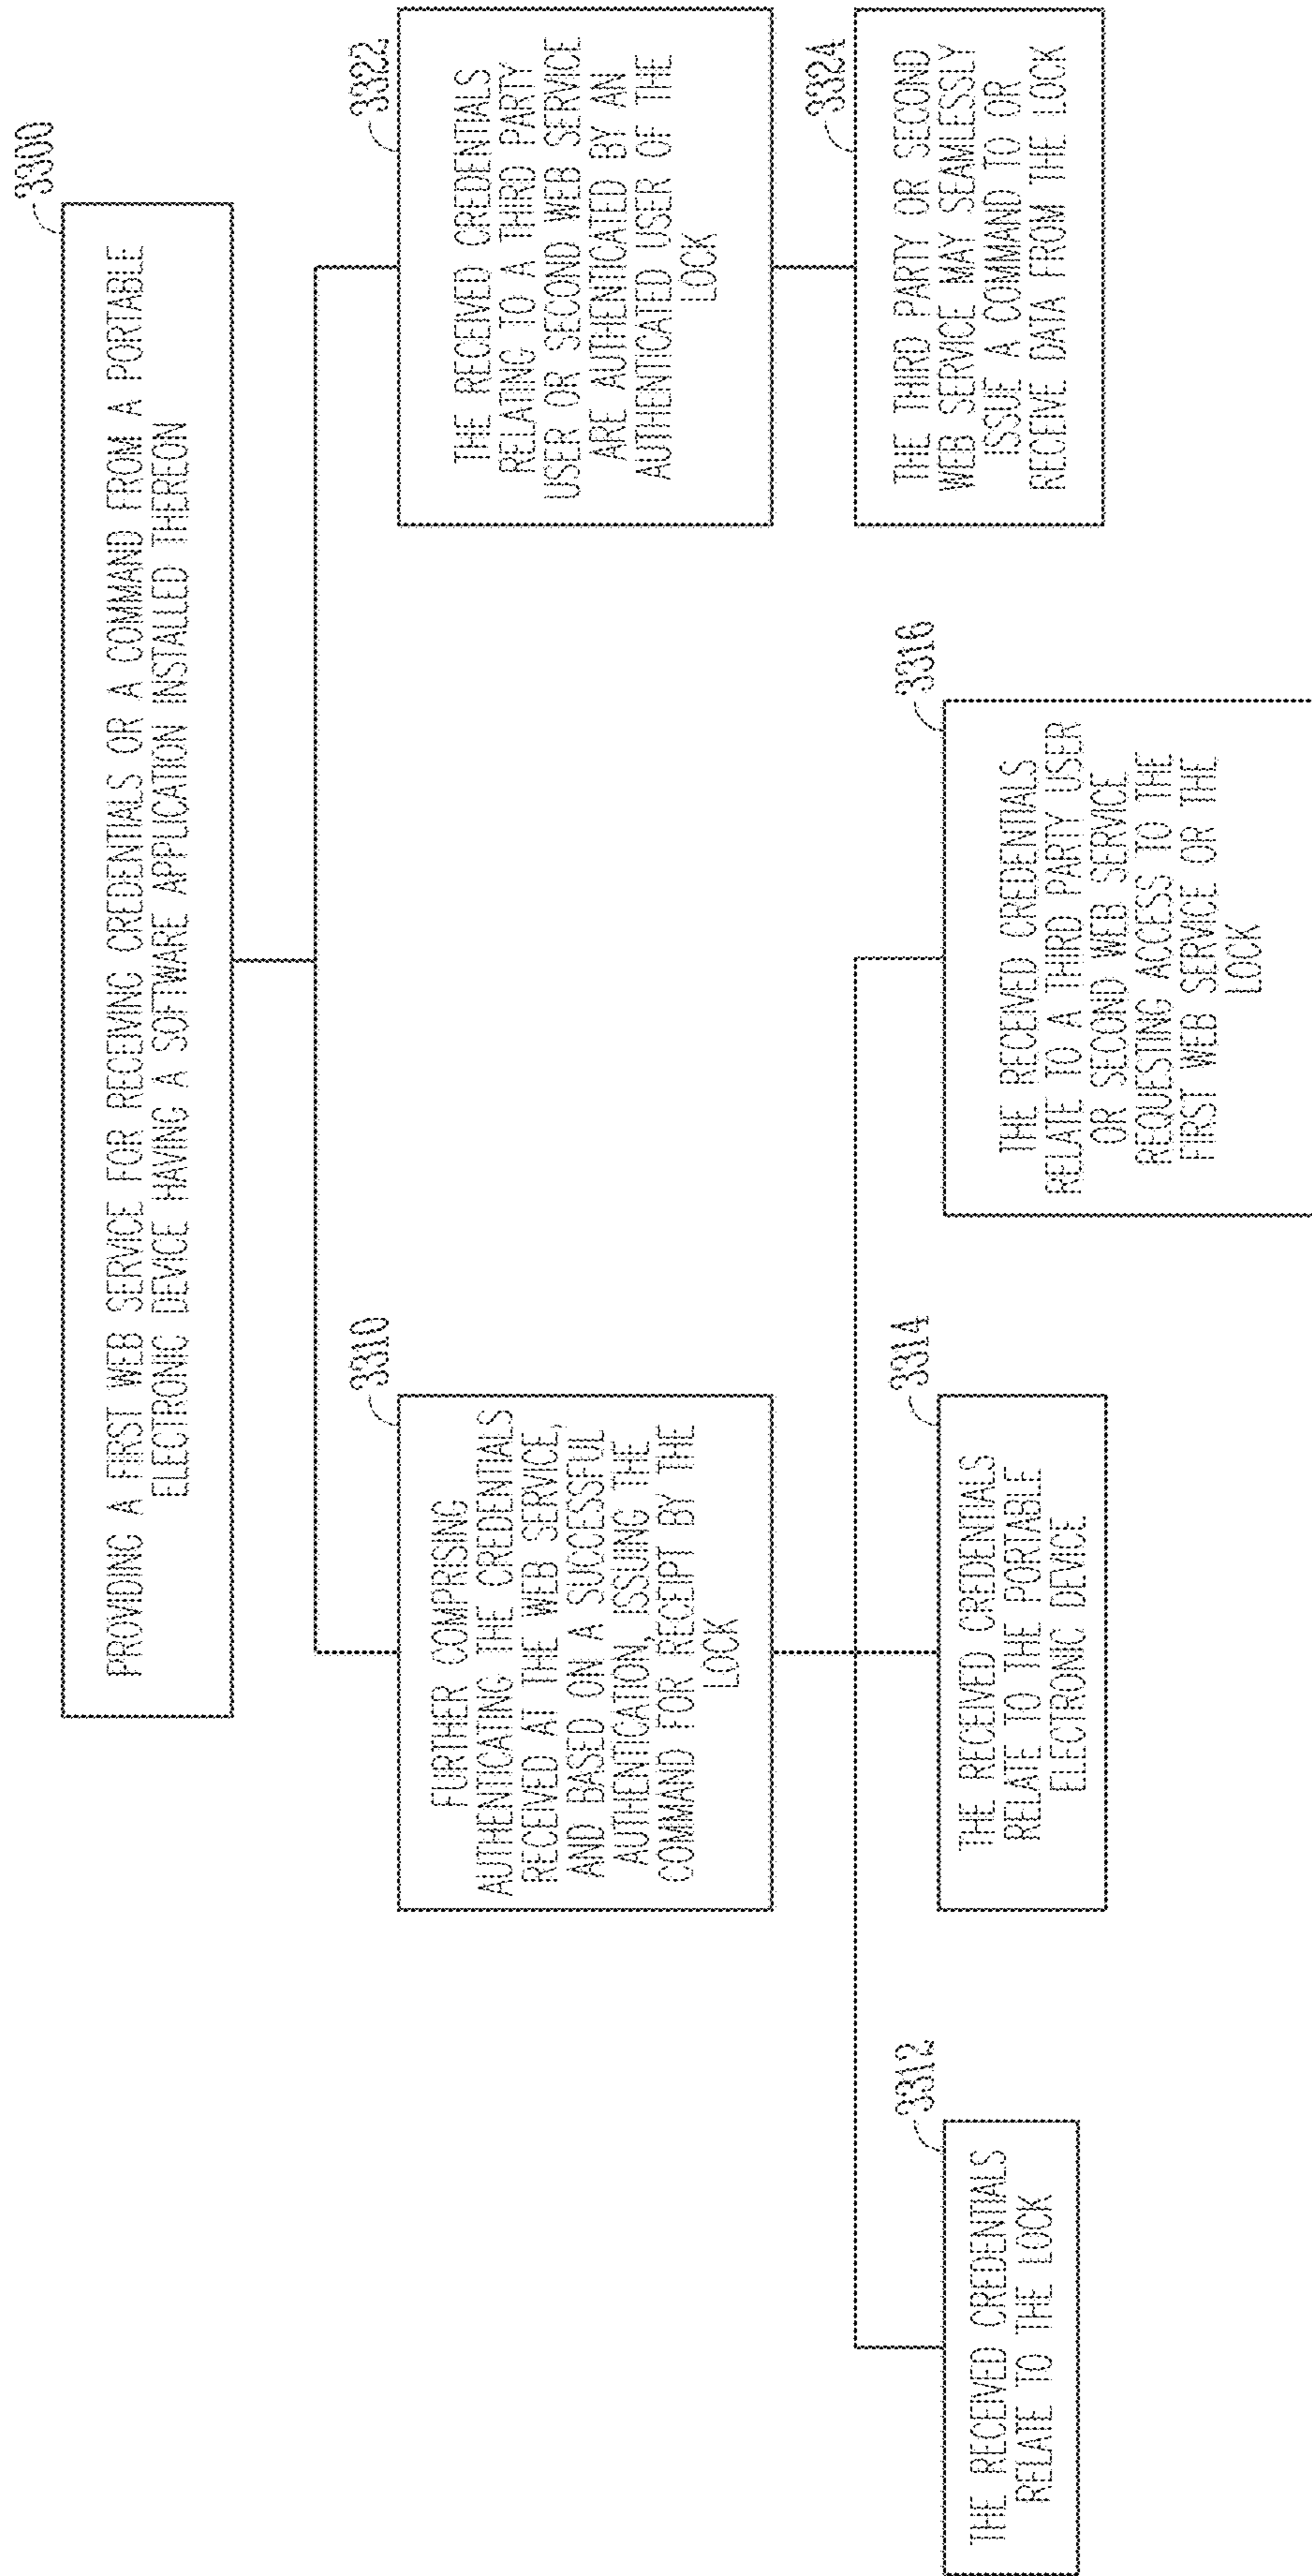 3300
PROVIDING A FIRST WEB SERVICE FOR RECEIVING CREDENTIALS OR A COMMAND FROM A PORTABLE
ELECTRONIC DEVICE HAVING A SOFTWARE APPLICATION INSTALLED THEREON
3310
FURTHER COMPRISING
AUTHENTICATING THE CREDENTIALS
RECEIVED AT THE WEB SERVICE,
AND BASED ON A SUCCESSFUL
AUTHENTICATION, ISSUING THE
COMMAND FOR RECEIPT BY THE
LOCK
3322
THE RECEIVED CREDENTIALS
RELATING TO A THIRD PARTY
USER OR SECOND WEB SERVICE
ARE AUTHENTICATED BY AN
AUTHENTICATED USER OF THE
LOCK
3324
THE THIRD PARTY OR SECOND
WEB SERVICE MAY SEAMLESSLY
ISSUE A COMMAND TO OR
RECEIVE DATA FROM THE LOCK
3312
THE RECEIVED CREDENTIALS
RELATE TO THE LOCK
3314
THE RECEIVED CREDENTIALS
RELATE TO THE PORTABLE
ELECTRONIC DEVICE
3316
THE RECEIVED CREDENTIALS
RELATE TO A THIRD PARTY USER
OR SECOND WEB SERVICE
REQUESTING ACCESS TO THE
FIRST WEB SERVICE OR THE
LOCK